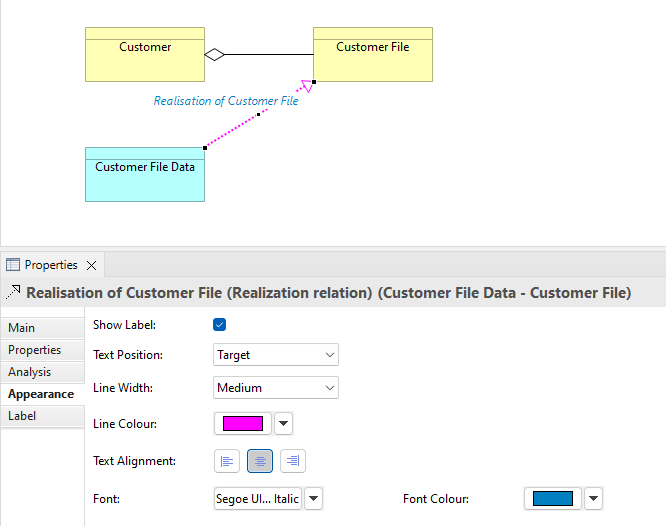 Customer
Customer File
Realisation of Customer File
Customer File Data
Properties
Realisation of Customer File (Realization relation) (Customer File Data - Customer File)
Main
Properties
Analysis
Appearance
Label
Show Label:
Text Position:
Target
Line Width:
Medium
Line Colour:
Text Alignment:
Font:
Segoe UI... Italic
Font Colour: